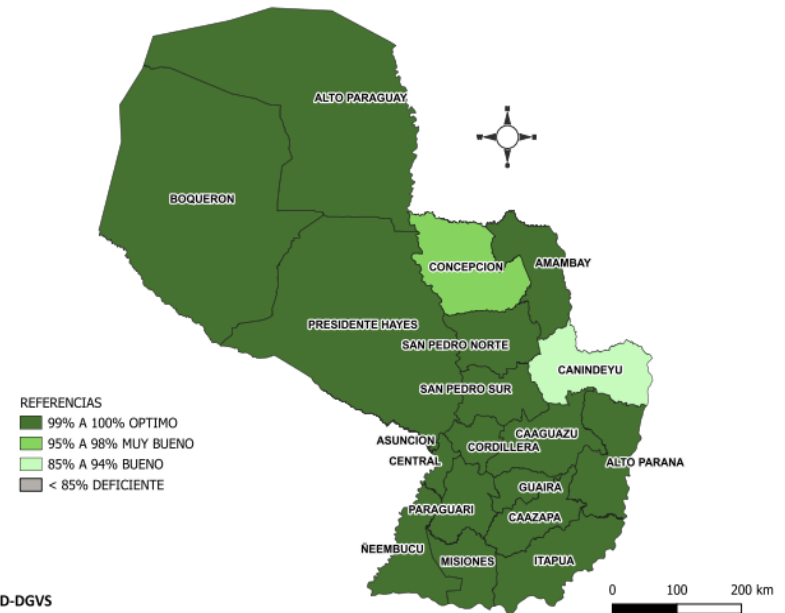 ALTO PARAGUAY
BOQUERON
CONCEPCION
AMAMBAY
PRESIDENTE HAYES
SAN PEDRO NORTE
CANINDEYU
SAN PEDRO SUR
REFERENCIAS
99% A 100% OPTIMO
95% A 98% MUY BUENO
85% A 94% BUENO
< 85% DEFICIENTE
ASUNCION
CAAGUAZU
CORDILLERA
CENTRAL
ALTO PARANA
GUAIRA
PARAGUARI
CAAZAPA
ÑEEMBUCU
MISIONES
ITAPUA
0 100 200 km
D-DGVS